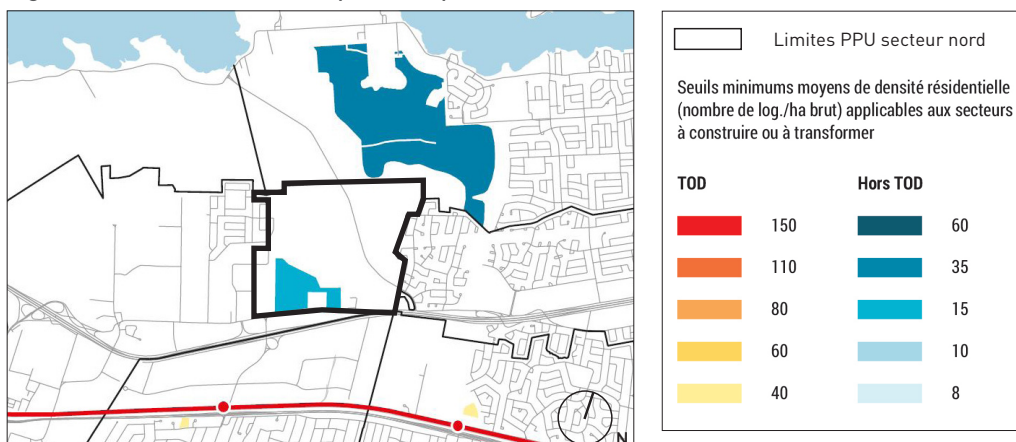 Limites PPU secteur nord
Seuils minimums moyens de densité résidentielle
(nombre de log./ha brut) applicables aux secteurs
à construire ou à transformer
TOD Hors TOD
150 60
110 35
80 15
60 10
40 8
N